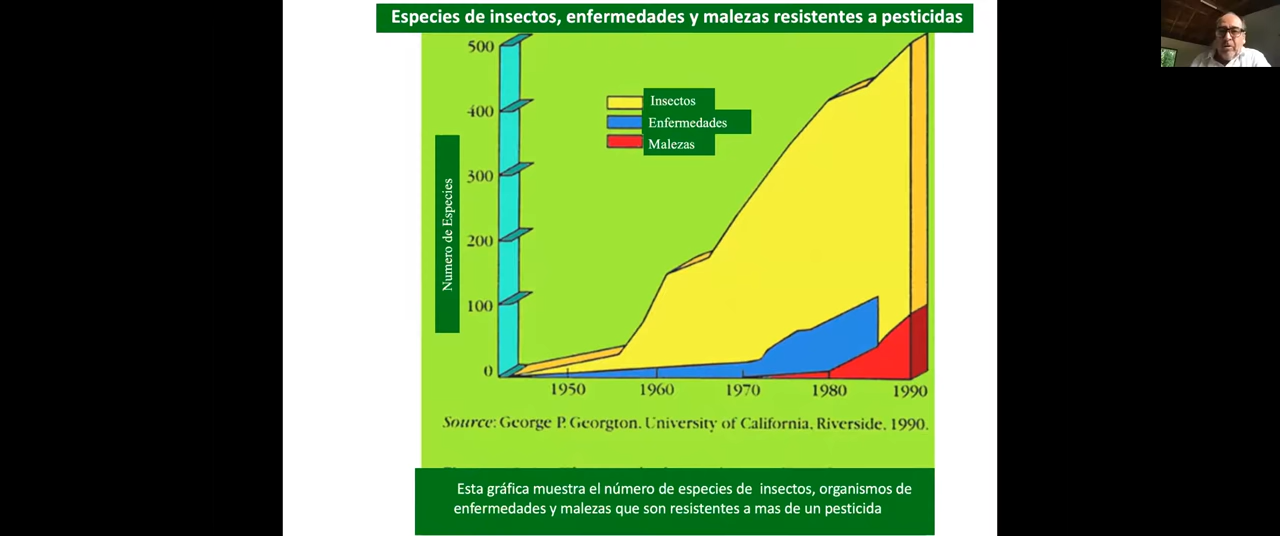 Especies de insectos, enfermedades y malezas resistentes a pesticidas
500
400
300
200
100
0
Numero de Especies
Insectos
Enfermedades
Malezas
1950 1960 1970 1980 1990
Source: George P. Georgton. University of California, Riverside, 1990.
Esta gráfica muestra el número de especies de insectos, organismos de
enfermedades y malezas que son resistentes a mas de un pesticida